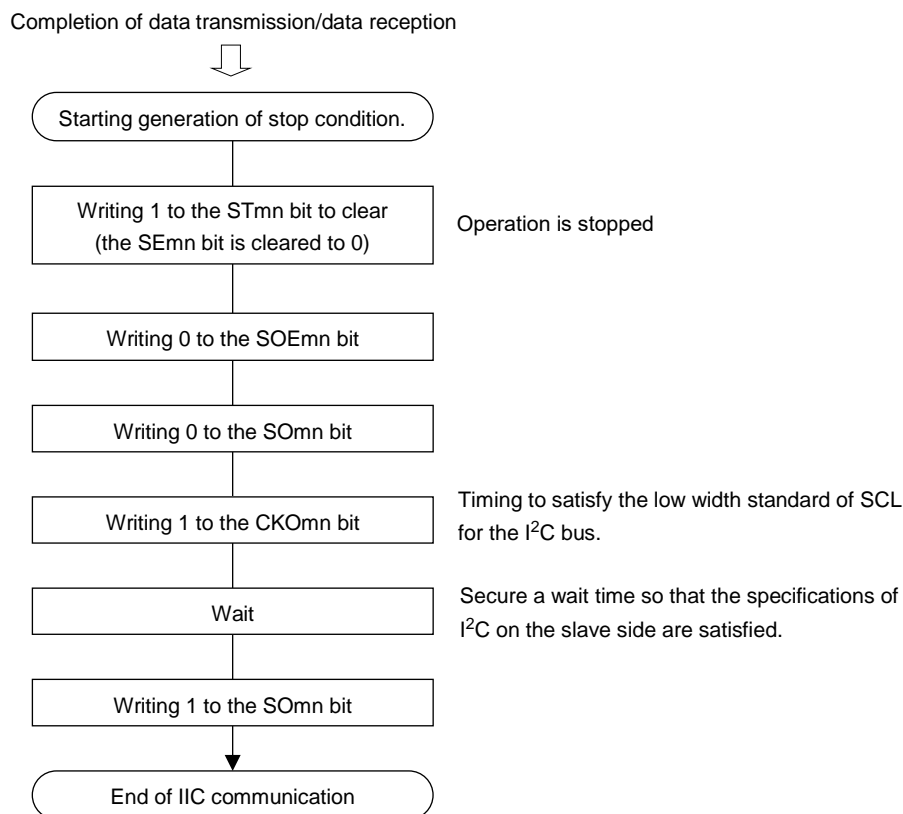 Completion of data transmission/data reception
Starting generation of stop condition.
Writing 1 to the STmn bit to clear
(the SEmn bit is cleared to 0)
Operation is stopped
Writing 0 to the SOEmn bit
Writing 0 to the SOmn bit
Writing 1 to the CKOmn bit
Timing to satisfy the low width standard of SCL
for the I²C bus.
Wait
Secure a wait time so that the specifications of
I²C on the slave side are satisfied.
Writing 1 to the SOmn bit
End of IIC communication